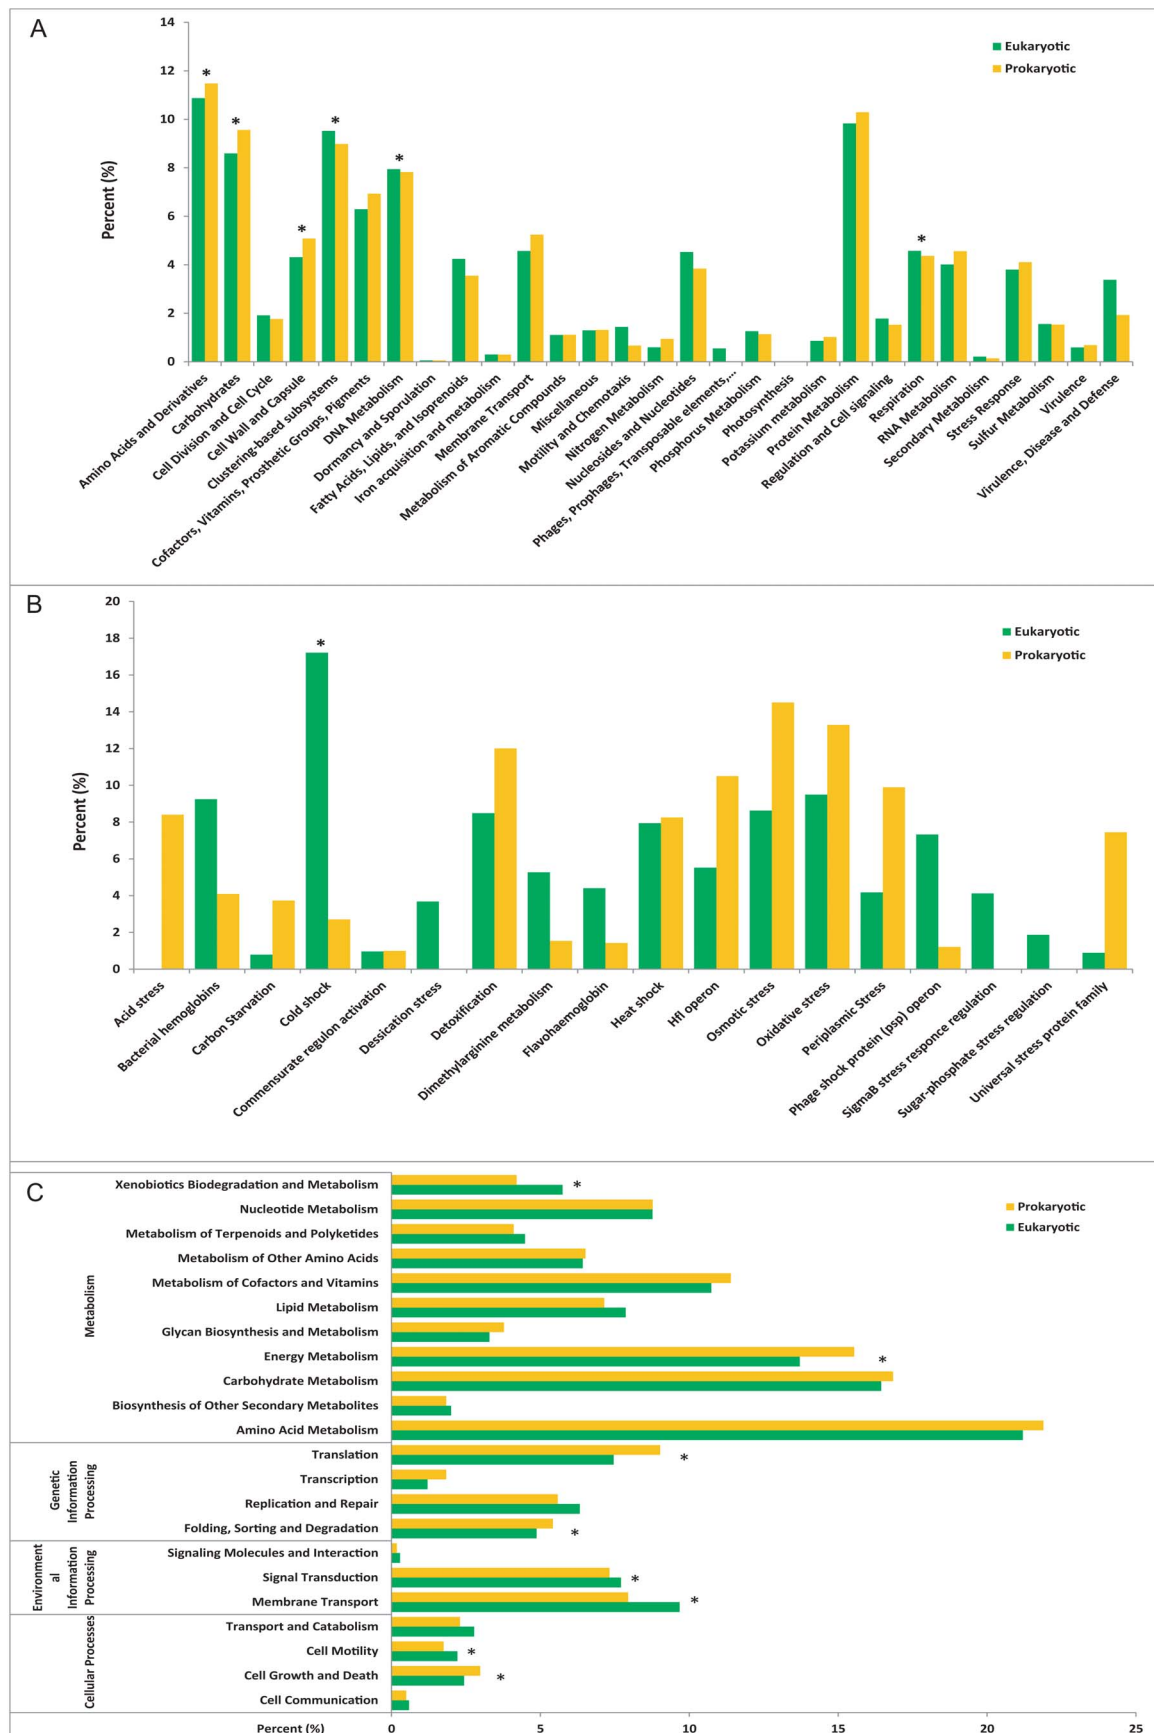 A
14
12
10
8
6
4
2
0
Percent (%)
Eukaryotic
Prokaryotic
*
*
*
*
*
*
Amino Acids and Derivatives
Carbohydrates
Cell Division and Cell Cycle
Cell Wall and Capsule
Clustering-based subsystems
Cofactors, Vitamins, Prosthetic Groups, Pigments
DNA Metabolism
Dormancy and Sporulation
Fatty Acids, Lipids, and Isoprenoids
Iron acquisition and metabolism
Membrane Transport
Metabolism of Aromatic Compounds
Miscellaneous
Motility and Chemotaxis
Nitrogen Metabolism
Nucleosides and Nucleotides
Phages, Prophages, Transposable elements,...
Phosphorus Metabolism
Photosynthesis
Potassium metabolism
Protein Metabolism
Regulation and Cell signaling
Respiration
RNA Metabolism
Secondary Metabolism
Stress Response
Sulfur Metabolism
Virulence
Virulence, Disease and Defense
B
20
18
16
14
12
10
8
6
4
2
0
Percent (%)
Eukaryotic
Prokaryotic
*
Acid stress
Bacterial hemoglobins
Carbon Starvation
Cold shock
Commensurate regulon activation
Dessication stress
Detoxification
Dimethylarginine metabolism
Flavohaemoglobin
Heat shock
Hfl operon
Osmotic stress
Oxidative stress
Periplasmic Stress
Phage shock protein (psp) operon
SigmaB stress responce regulation
Sugar-phosphate stress regulation
Universal stress protein family
C
Prokaryotic
Eukaryotic
Metabolism
Xenobiotics Biodegradation and Metabolism *
Nucleotide Metabolism
Metabolism of Terpenoids and Polyketides
Metabolism of Other Amino Acids
Metabolism of Cofactors and Vitamins
Lipid Metabolism
Glycan Biosynthesis and Metabolism
Energy Metabolism *
Carbohydrate Metabolism
Biosynthesis of Other Secondary Metabolites
Amino Acid Metabolism
Genetic
Information
Processing
Translation *
Transcription
Replication and Repair
Folding, Sorting and Degradation *
Environment
al
Information
Processing
Signaling Molecules and Interaction
Signal Transduction *
Membrane Transport *
Cellular Processes
Transport and Catabolism
Cell Motility *
Cell Growth and Death *
Cell Communication
Percent (%) 0 5 10 15 20 25